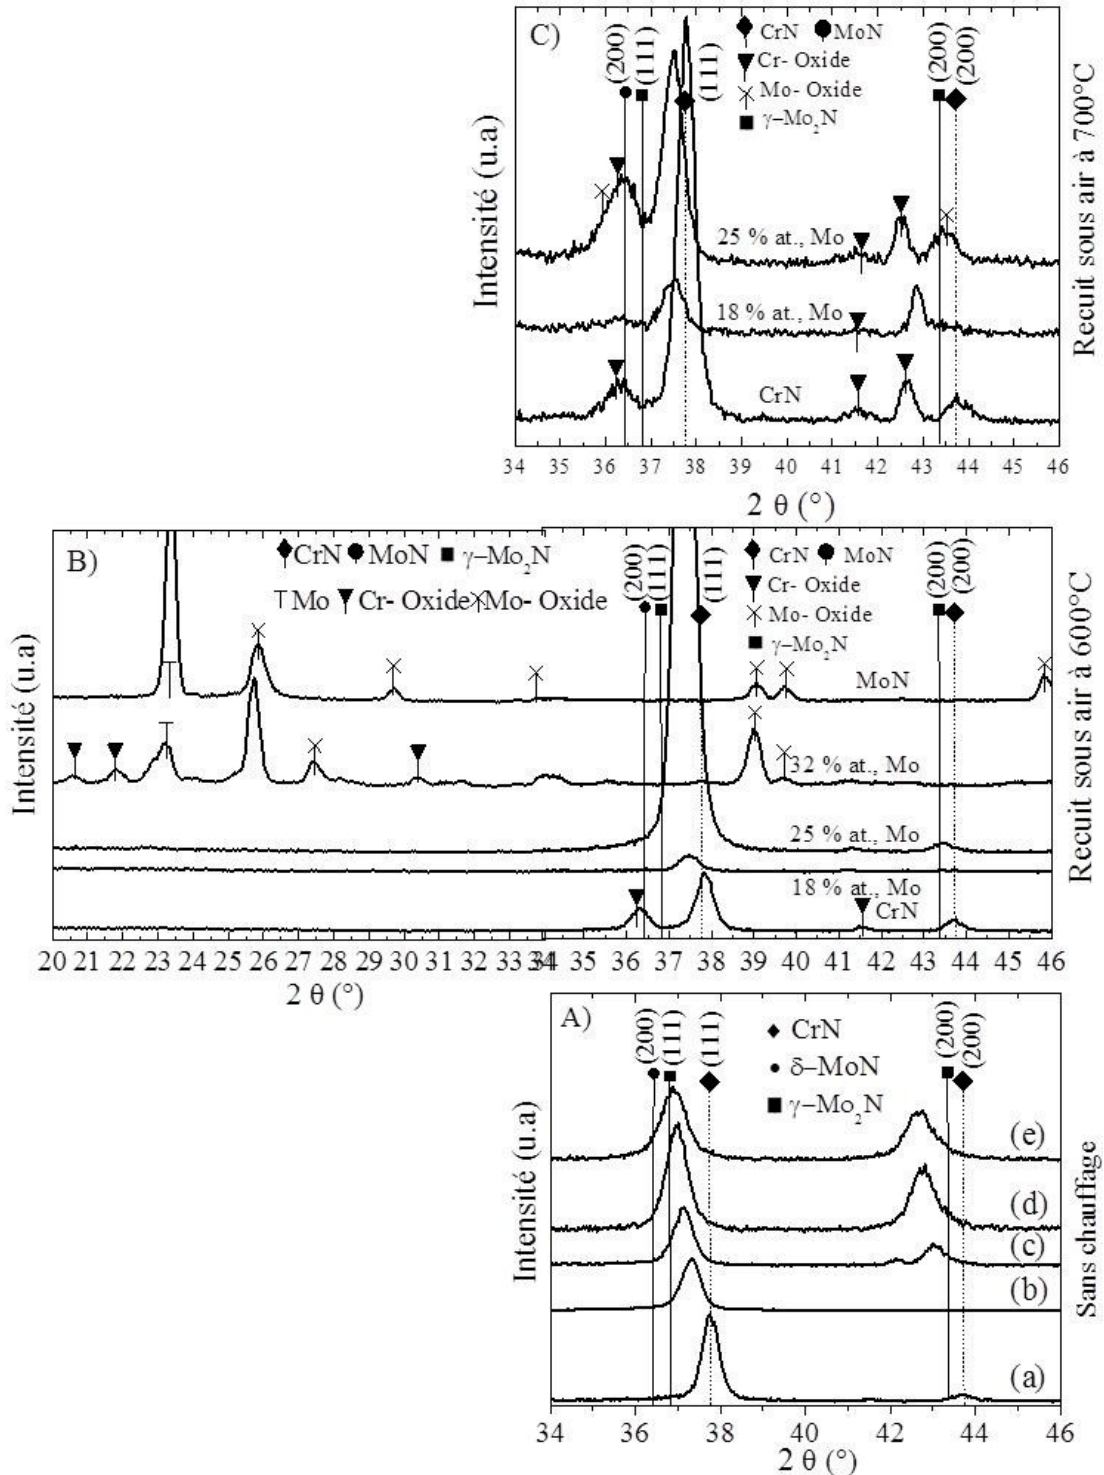 C)
CrN MoN
Cr- Oxide
Mo- Oxide
γ–Mo₂N
(200)
(111)
(111)
(200)
(200)
25 % at., Mo
18 % at., Mo
CrN
Intensité (u.a)
Recuit sous air à 700°C
34 35 36 37 38 39 40 41 42 43 44 45 46
2 θ (°)
B)
CrN MoN γ–Mo₂N
Mo Cr- Oxide Mo- Oxide
CrN MoN
Cr- Oxide
Mo- Oxide
γ–Mo₂N
(200)
(111)
(111)
(200)
(200)
MoN
32 % at., Mo
25 % at., Mo
18 % at., Mo
CrN
Intensité (u.a)
Recuit sous air à 600°C
20 21 22 23 24 25 26 27 28 29 30 31 32 33 34
34 35 36 37 38 39 40 41 42 43 44 45 46
2 θ (°)
A)
CrN
δ–MoN
γ–Mo₂N
(200)
(111)
(111)
(200)
(200)
(e)
(d)
(c)
(b)
(a)
Intensité (u.a)
Sans chauffage
34 36 38 40 42 44 46
2 θ (°)